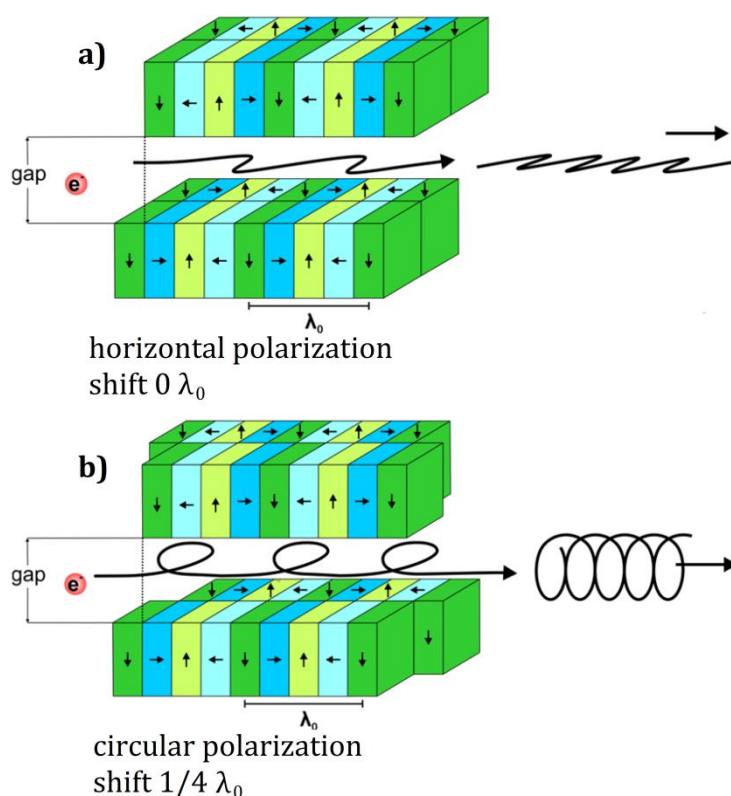 a)
gap
e-
λ₀
horizontal polarization
shift 0 λ₀
b)
gap
e-
λ₀
circular polarization
shift 1/4 λ₀